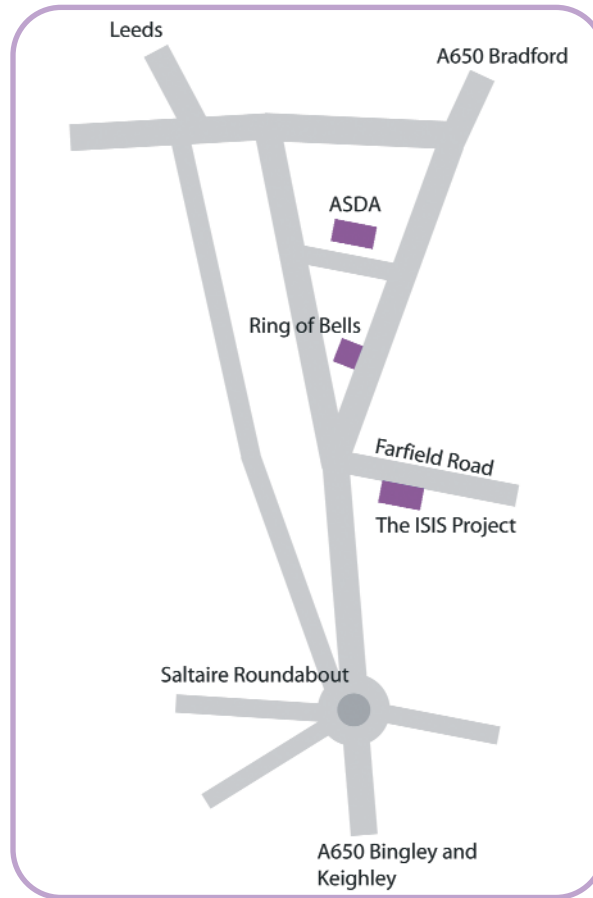 Leeds
A650 Bradford
ASDA
Ring of Bells
Farfield Road
The ISIS Project
Saltaire Roundabout
A650 Bingley and
Keighley